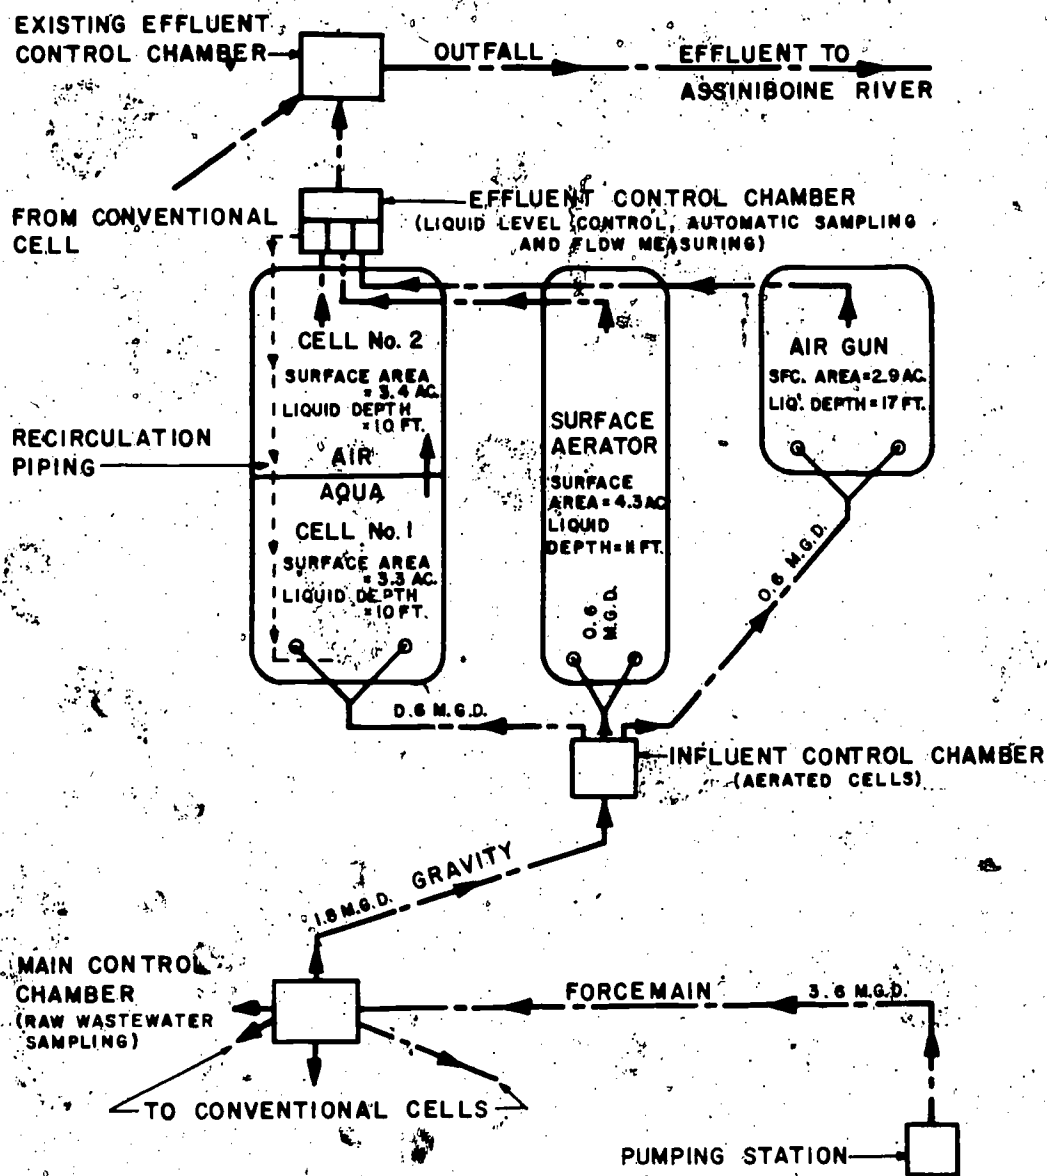 EXISTING EFFLUENT
CONTROL CHAMBER
OUTFALL
EFFLUENT TO
ASSINIBOINE RIVER
FROM CONVENTIONAL
CELL
EFFLUENT CONTROL CHAMBER
(LIQUID LEVEL CONTROL, AUTOMATIC SAMPLING
AND FLOW MEASURING)
CELL No. 2
SURFACE AREA
= 3.4 AC.
LIQUID DEPTH
= 10 FT.
RECIRCULATION
PIPING
AIR
AQUA
CELL No. 1
SURFACE AREA
= 3.3 AC.
LIQUID DEPTH
= 10 FT.
SURFACE
AERATOR
SURFACE
AREA = 4.3 AC
LIQUID
DEPTH = 11 FT.
0.6
M.G.D.
AIR GUN
SFC. AREA = 2.9 AC.
LIQ. DEPTH = 17 FT.
0.6 M.G.D.
0.6 M.G.D.
INFLUENT CONTROL CHAMBER
(AERATED CELLS)
1.8 M.G.D.
GRAVITY
MAIN CONTROL
CHAMBER
(RAW WASTEWATER
SAMPLING)
FORCEMAIN
3.6 M.G.D.
TO CONVENTIONAL CELLS
PUMPING STATION